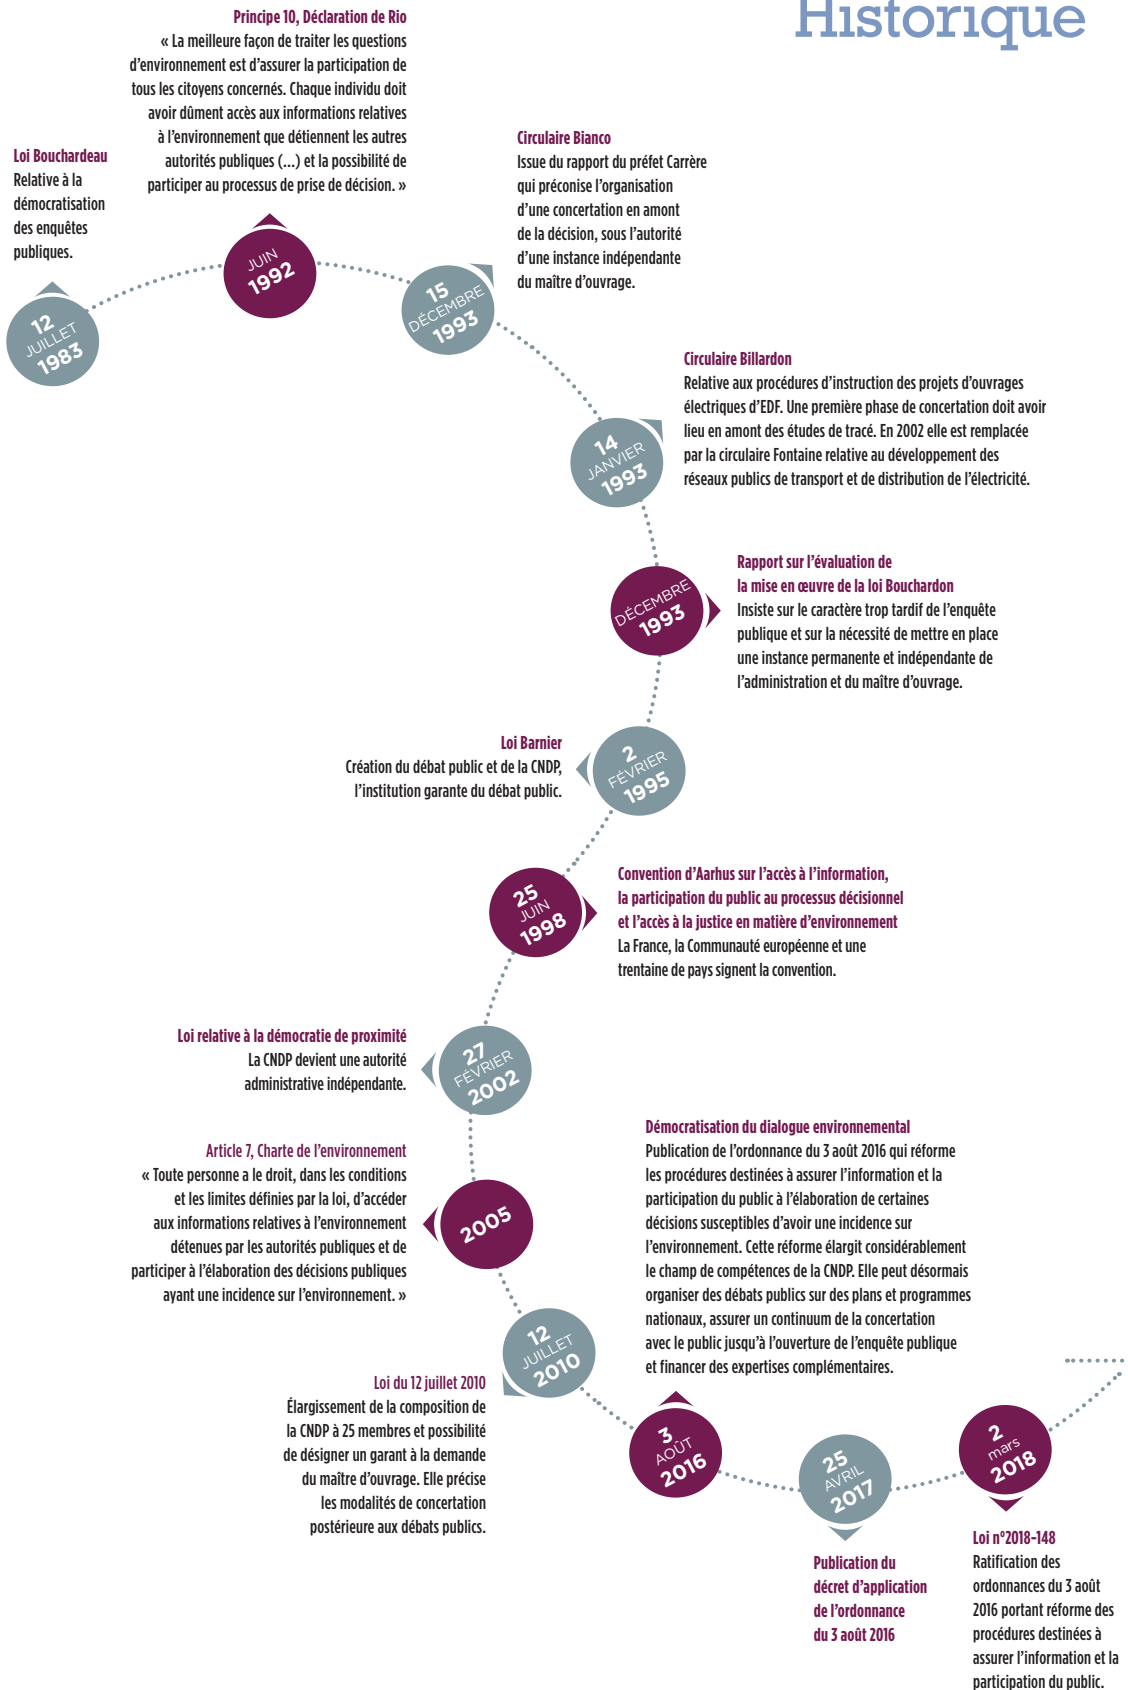 Historique
Loi Bouchardeau
Relative à la
démocratisation
des enquêtes
publiques.
12
JUILLET
1983
Principe 10, Déclaration de Rio
« La meilleure façon de traiter les questions
d'environnement est d'assurer la participation de
tous les citoyens concernés. Chaque individu doit
avoir dûment accès aux informations relatives
à l'environnement que détiennent les autres
autorités publiques (...) et la possibilité de
participer au processus de prise de décision. »
JUIN
1992
Circulaire Bianco
Issue du rapport du préfet Carrère
qui préconise l'organisation
d'une concertation en amont
de la décision, sous l'autorité
d'une instance indépendante
du maître d'ouvrage.
15
DÉCEMBRE
1993
Circulaire Billardon
Relative aux procédures d'instruction des projets d'ouvrages
électriques d'EDF. Une première phase de concertation doit avoir
lieu en amont des études de tracé. En 2002 elle est remplacée
par la circulaire Fontaine relative au développement des
réseaux publics de transport et de distribution de l'électricité.
14
JANVIER
1993
Rapport sur l'évaluation de
la mise en œuvre de la loi Bouchardon
Insiste sur le caractère trop tardif de l'enquête
publique et sur la nécessité de mettre en place
une instance permanente et indépendante de
l'administration et du maître d'ouvrage.
DÉCEMBRE
1993
Loi Barnier
Création du débat public et de la CNDP,
l'institution garante du débat public.
2
FÉVRIER
1995
Convention d'Aarhus sur l'accès à l'information,
la participation du public au processus décisionnel
et l'accès à la justice en matière d'environnement
La France, la Communauté européenne et une
trentaine de pays signent la convention.
25
JUIN
1998
Loi relative à la démocratie de proximité
La CNDP devient une autorité
administrative indépendante.
27
FÉVRIER
2002
Article 7, Charte de l'environnement
« Toute personne a le droit, dans les conditions
et les limites définies par la loi, d'accéder
aux informations relatives à l'environnement
détenues par les autorités publiques et de
participer à l'élaboration des décisions publiques
ayant une incidence sur l'environnement. »
2005
Loi du 12 juillet 2010
Élargissement de la composition de
la CNDP à 25 membres et possibilité
de désigner un garant à la demande
du maître d'ouvrage. Elle précise
les modalités de concertation
postérieure aux débats publics.
12
JUILLET
2010
Démocratisation du dialogue environnemental
Publication de l'ordonnance du 3 août 2016 qui réforme
les procédures destinées à assurer l'information et la
participation du public à l'élaboration de certaines
décisions susceptibles d'avoir une incidence sur
l'environnement. Cette réforme élargit considérablement
le champ de compétences de la CNDP. Elle peut désormais
organiser des débats publics sur des plans et programmes
nationaux, assurer un continuum de la concertation
avec le public jusqu'à l'ouverture de l'enquête publique
et financer des expertises complémentaires.
3
AOÛT
2016
25
AVRIL
2017
Publication du
décret d'application
de l'ordonnance
du 3 août 2016
2
mars
2018
Loi n°2018-148
Ratification des
ordonnances du 3 août
2016 portant réforme des
procédures destinées à
assurer l'information et la
participation du public.